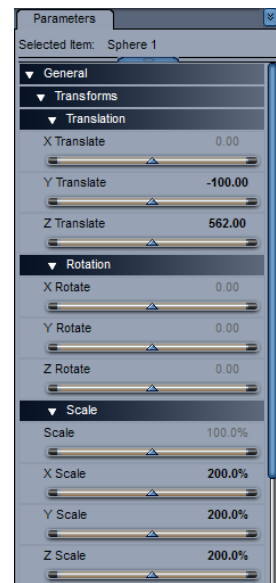 Parameters
Selected Item: Sphere 1
General
Transforms
Translation
X Translate 0.00
Y Translate -100.00
Z Translate 562.00
Rotation
X Rotate 0.00
Y Rotate 0.00
Z Rotate 0.00
Scale
Scale 100.0%
X Scale 200.0%
Y Scale 200.0%
Z Scale 200.0%